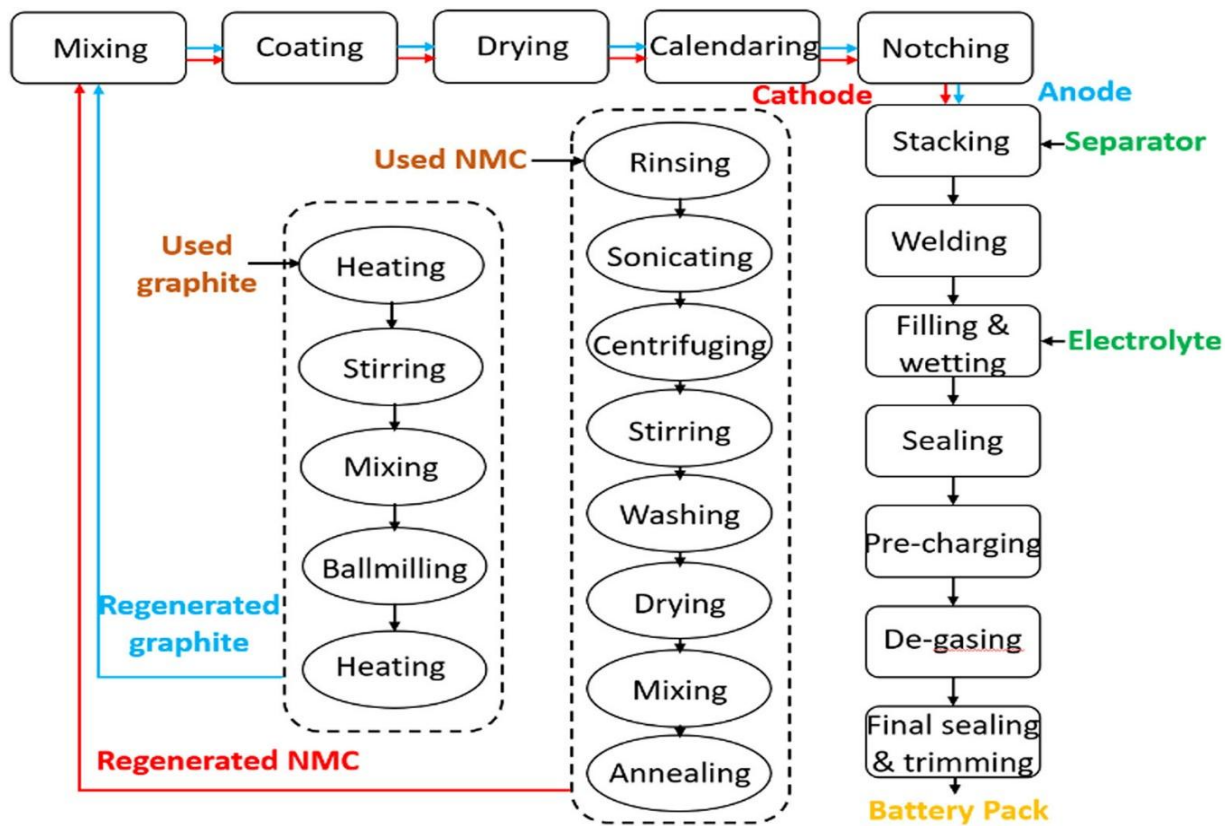 Mixing
Coating
Drying
Calendaring
Notching
Cathode
Anode
Used NMC
Rinsing
Stacking
Separator
Used
graphite
Heating
Sonicating
Welding
Stirring
Centrifuging
Filling &
wetting
Electrolyte
Mixing
Stirring
Sealing
Ballmilling
Washing
Pre-charging
Regenerated
graphite
Heating
Drying
De-gasing
Mixing
Regenerated NMC
Annealing
Final sealing
& trimming
Battery Pack